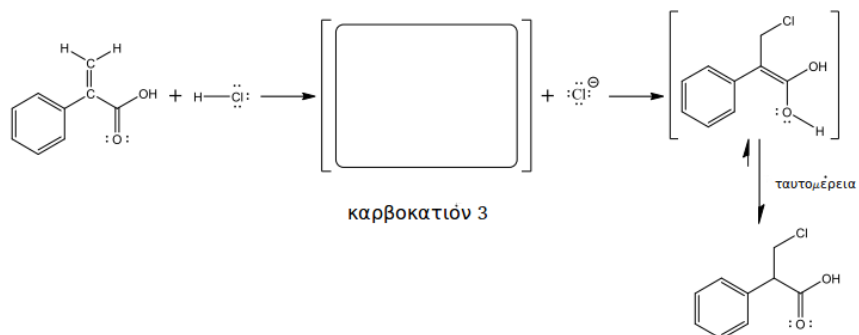 H H
C
C OH
:O:
+ H Cl:
+ :Cl: ⊖
Cl
OH
O
H
ταυτομέρεια
καρβοκατιόν 3
Cl
OH
:O: